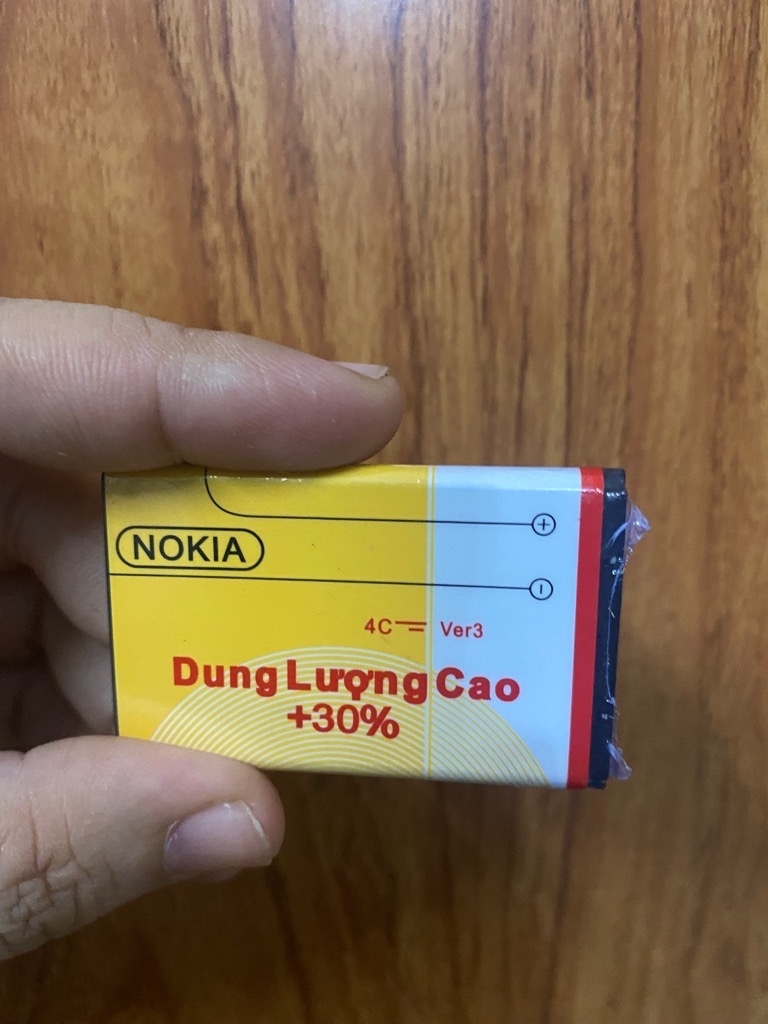 NOKIA
4C Ver3
Dung Lượng Cao
+30%